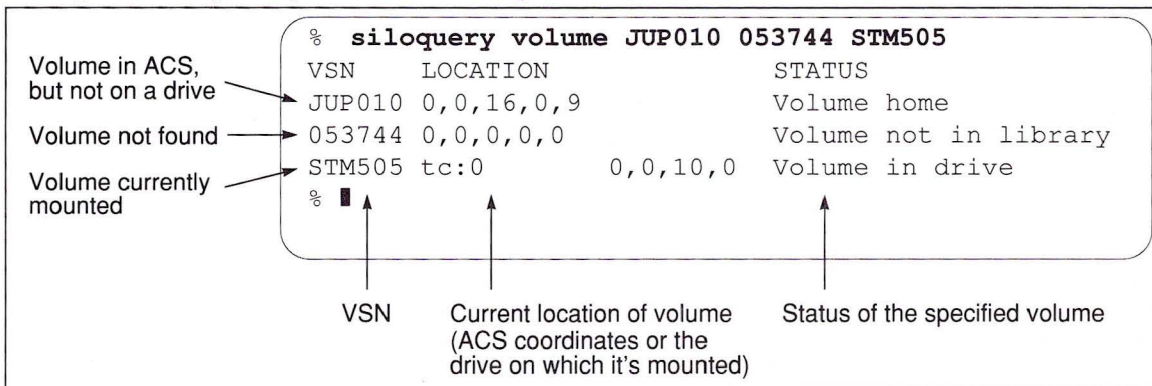 % siloquery volume JUP010 053744 STM505
VSN LOCATION STATUS
Volume in ACS,
but not on a drive
JUP010 0,0,16,0,9 Volume home
Volume not found
053744 0,0,0,0,0 Volume not in library
Volume currently
mounted
STM505 tc:0 0,0,10,0 Volume in drive
%
VSN
Current location of volume
(ACS coordinates or the
drive on which it's mounted)
Status of the specified volume